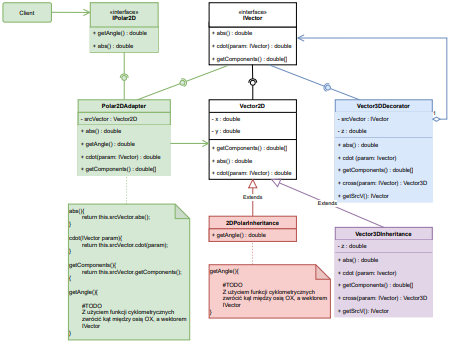 Client
«interface»
IPolar2D
+ getAngle() : double
+ abs() : double
«interface»
IVector
+ abs() : double
+ cdot(param: IVector) : double
+ getComponents() : double[]
Polar2DAdapter
- srcVector : Vector2D
+ abs() : double
+ getAngle() : double
+ cdot(param: IVector) : double
+ getComponents() : double[]
Vector2D
- x : double
- y : double
+ getComponents() : double[]
+ abs() : double
+ cdot(param: IVector) : double
Vector3DDecorator
- srcVector : IVector
- z : double
+ abs() : double
+ cdot (param: IVector)
+ getComponents() : double[]
+ cross(param: IVector) : Vector3D
+ getSrcV() : IVector
1
Extends
Extends
2DPolarInheritance
+ getAngle() : double
Vector3DInheritance
- z : double
+ abs() : double
+ cdot (param: IVector)
+ getComponents() : double[]
+ cross(param: IVector) : Vector3D
+ getSrcV(): IVector
abs(){
return this.srcVector.abs();
}
cdot(IVector param){
return this.srcVector.cdot(param);
}
getComponents(){
return this.srcVector.getComponents();
{
getAngle(){
#TODO
Z użyciem funkcji cyklometrycznych
zwrócić kąt między osią OX, a wektorem
IVector
}
getAngle(){
#TODO
Z użyciem funkcji cyklometrycznych
zwrócić kąt między osią OX, a wektorem
IVector
}